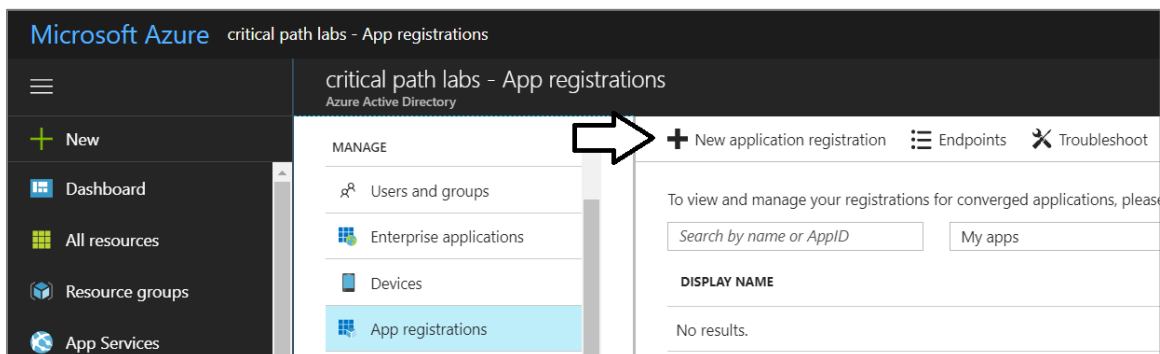 Microsoft Azure critical path labs - App registrations
critical path labs - App registrations
Azure Active Directory
New
Dashboard
All resources
Resource groups
App Services
MANAGE
Users and groups
Enterprise applications
Devices
App registrations
New application registration Endpoints Troubleshoot
To view and manage your registrations for converged applications, please
Search by name or AppID My apps
DISPLAY NAME
No results.